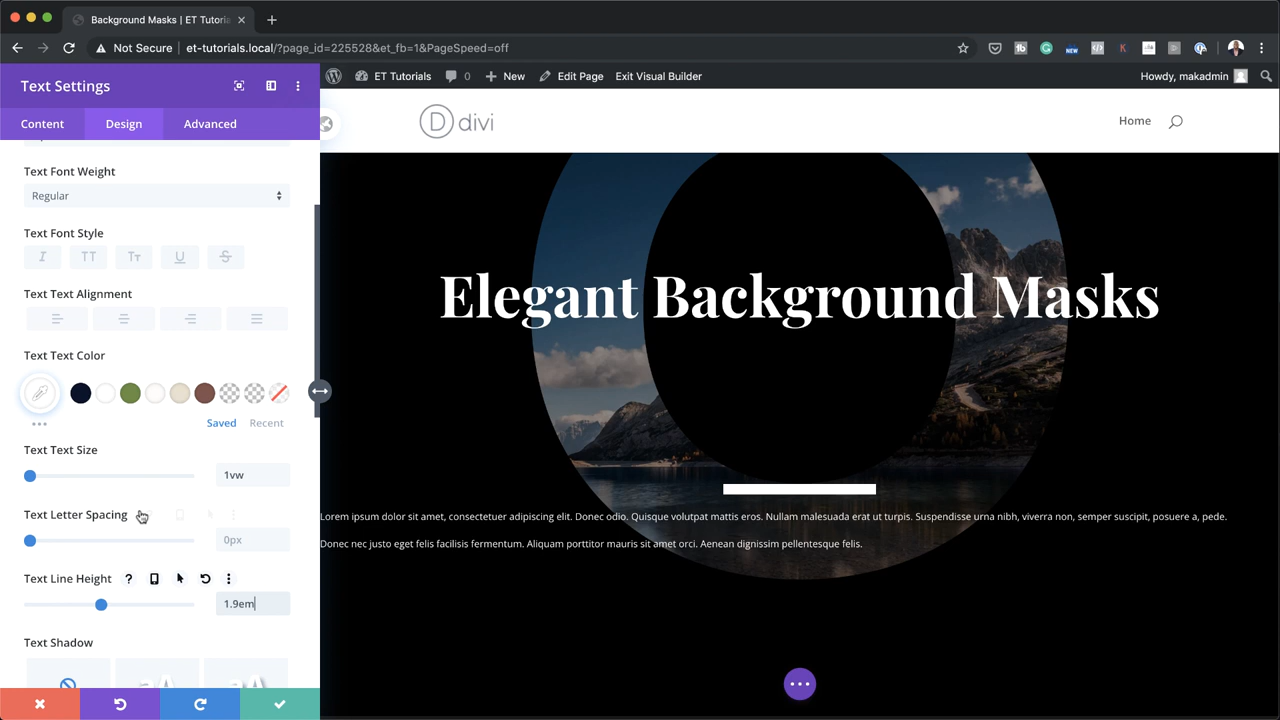 Background Masks | ET Tutoria
Not Secure
et-tutorials.local/?page_id=225528&et_fb=1&PageSpeed=off
Text Settings
ET Tutorials
0
New
Edit Page
Exit Visual Builder
Howdy, makadmin
Content
Design
Advanced
D divi
Home
Text Font Weight
Regular
Text Font Style
I
TT
Tт
U
S
Text Text Alignment
Text Text Color
Saved
Recent
Text Text Size
1vw
Text Letter Spacing
0px
Text Line Height
?
1.9em
Text Shadow
aA
aA
Elegant Background Masks
Lorem ipsum dolor sit amet, consectetuer adipiscing elit. Donec odio. Quisque volutpat mattis eros. Nullam malesuada erat ut turpis. Suspendisse urna nibh, viverra non, semper suscipit, posuere a, pede.
Donec nec justo eget felis facilisis fermentum. Aliquam porttitor mauris sit amet orci. Aenean dignissim pellentesque felis.